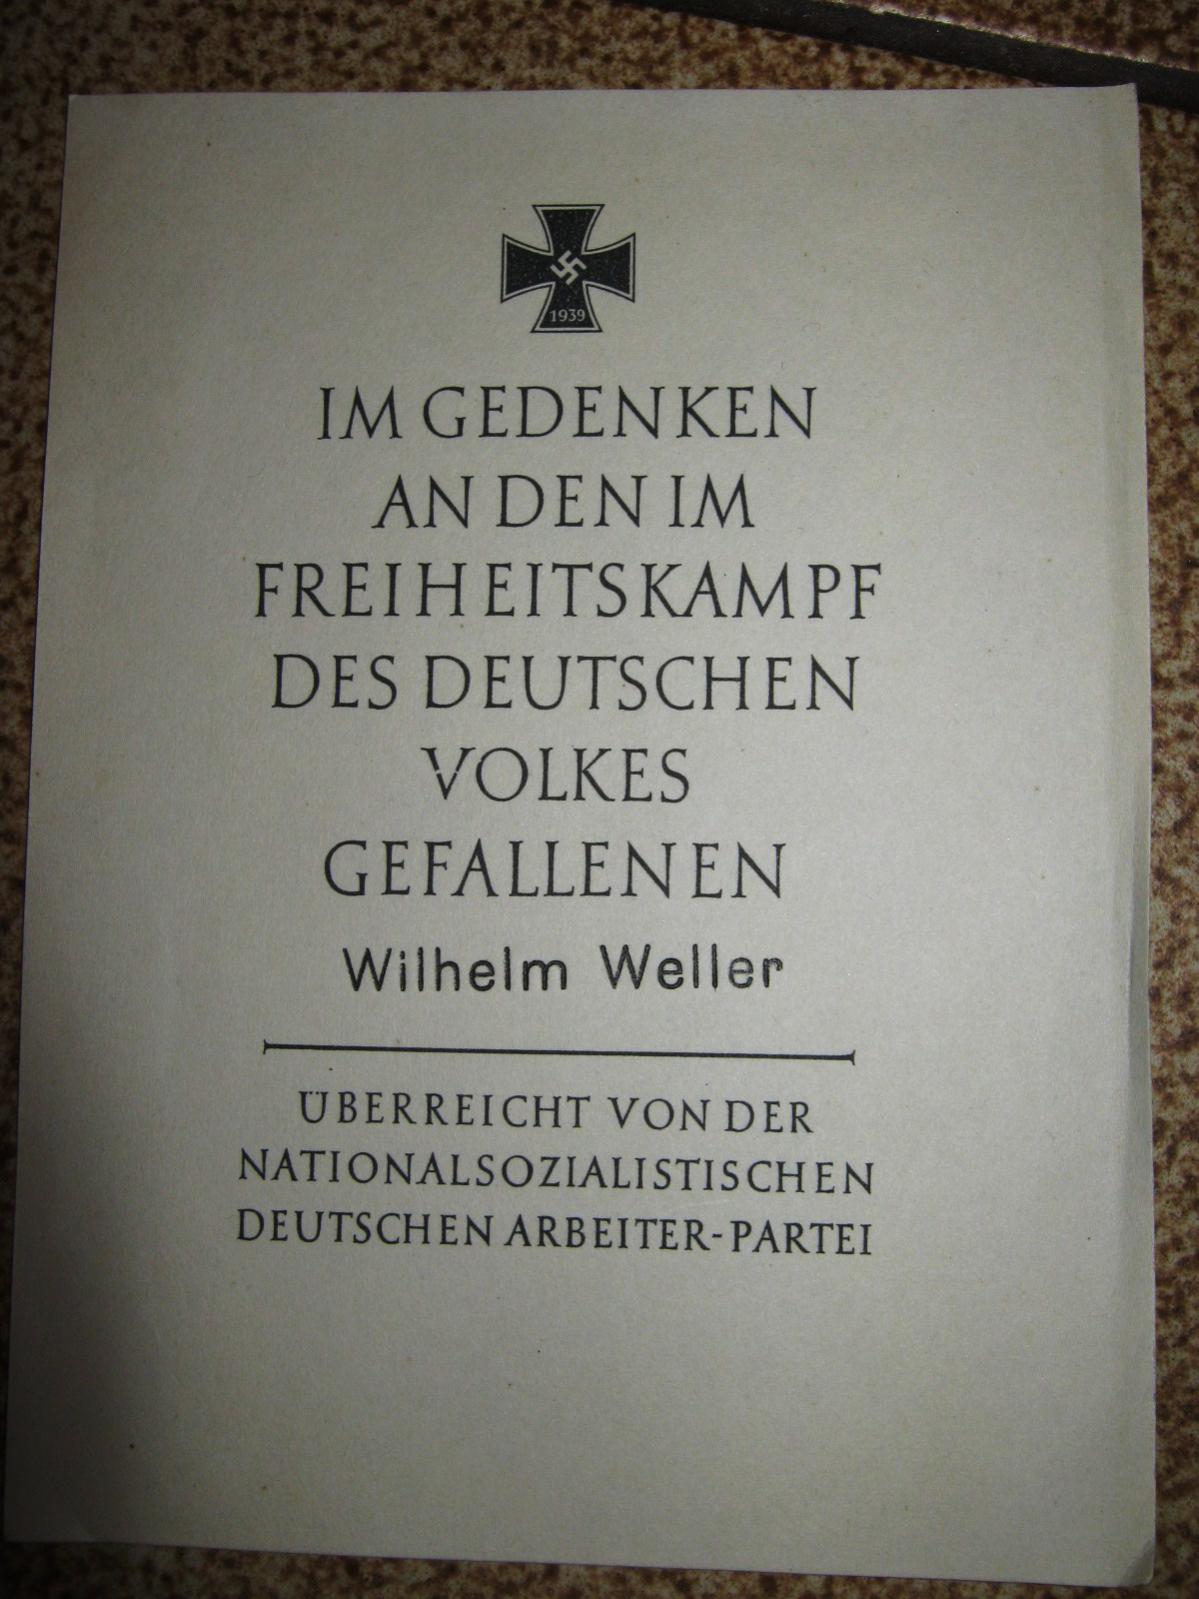 1939
IM GEDENKEN
AN DEN IM
FREIHEITSKAMPF
DES DEUTSCHEN
VOLKES
GEFALLENEN
Wilhelm Weller
ÜBERREICHT VON DER
NATIONALSOZIALISTISCHEN
DEUTSCHEN ARBEITER-PARTEI